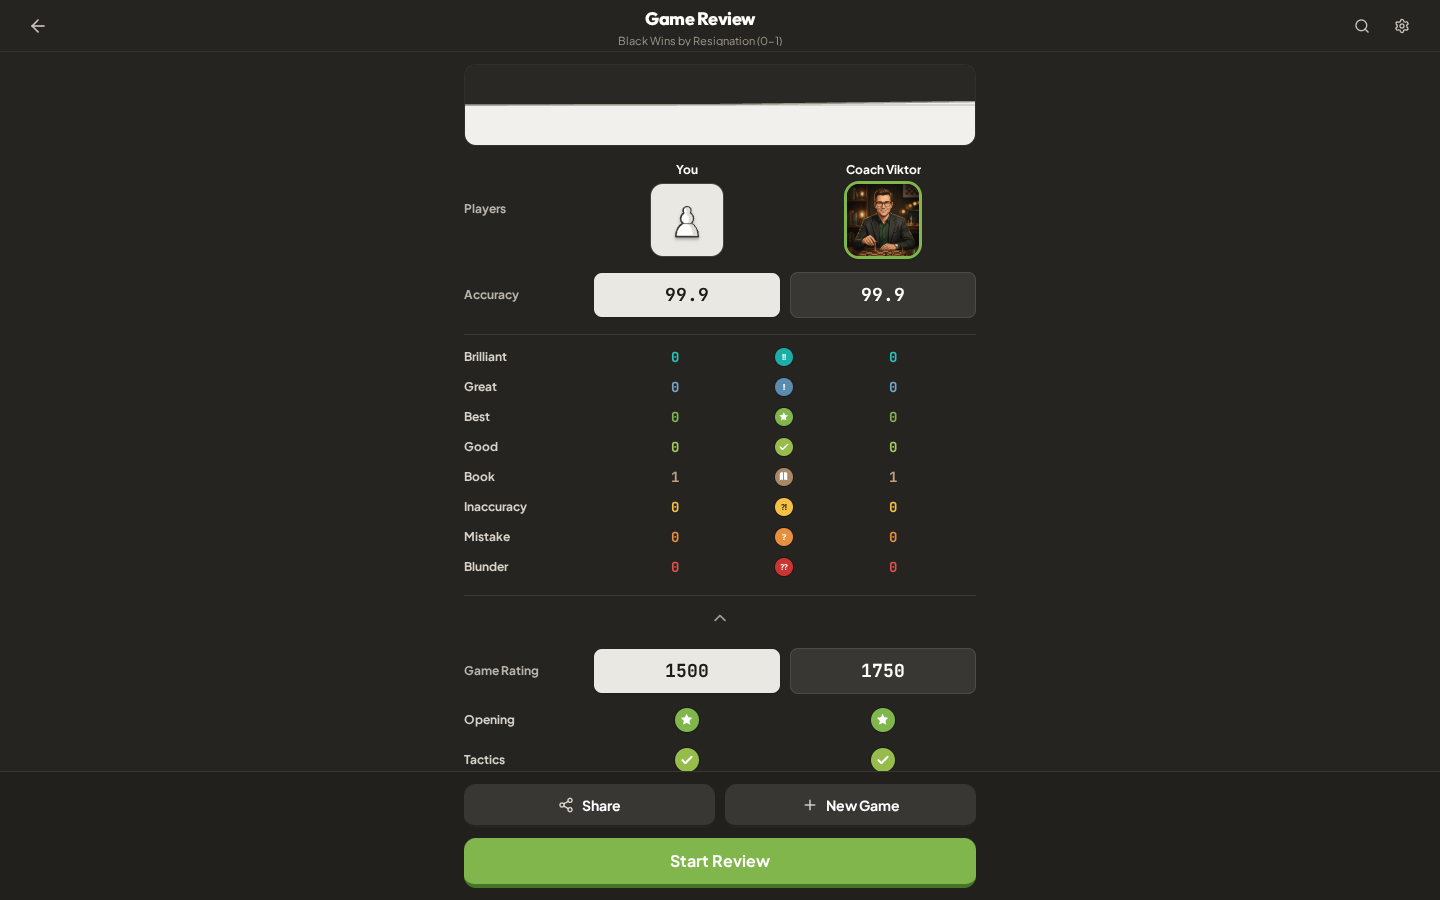 Game Review
Black Wins by Resignation (0–1)
You
Coach Viktor
Players
Accuracy
99.9
99.9
Brilliant
0
!!
0
Great
0
!
0
Best
0
0
Good
0
0
Book
1
1
Inaccuracy
0
?!
0
Mistake
0
?
0
Blunder
0
??
0
Game Rating
1500
1750
Opening
Tactics
Share
New Game
Start Review